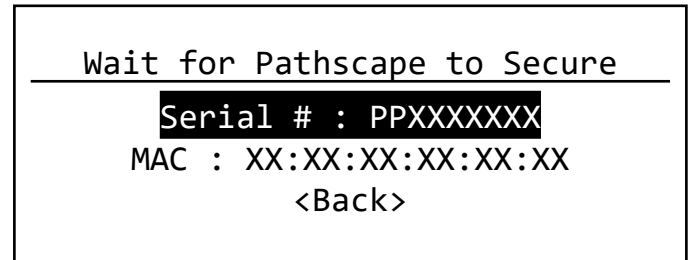 Wait for Pathscape to Secure
Serial # : PPXXXXXXX
MAC : XX:XX:XX:XX:XX:XX
<Back>